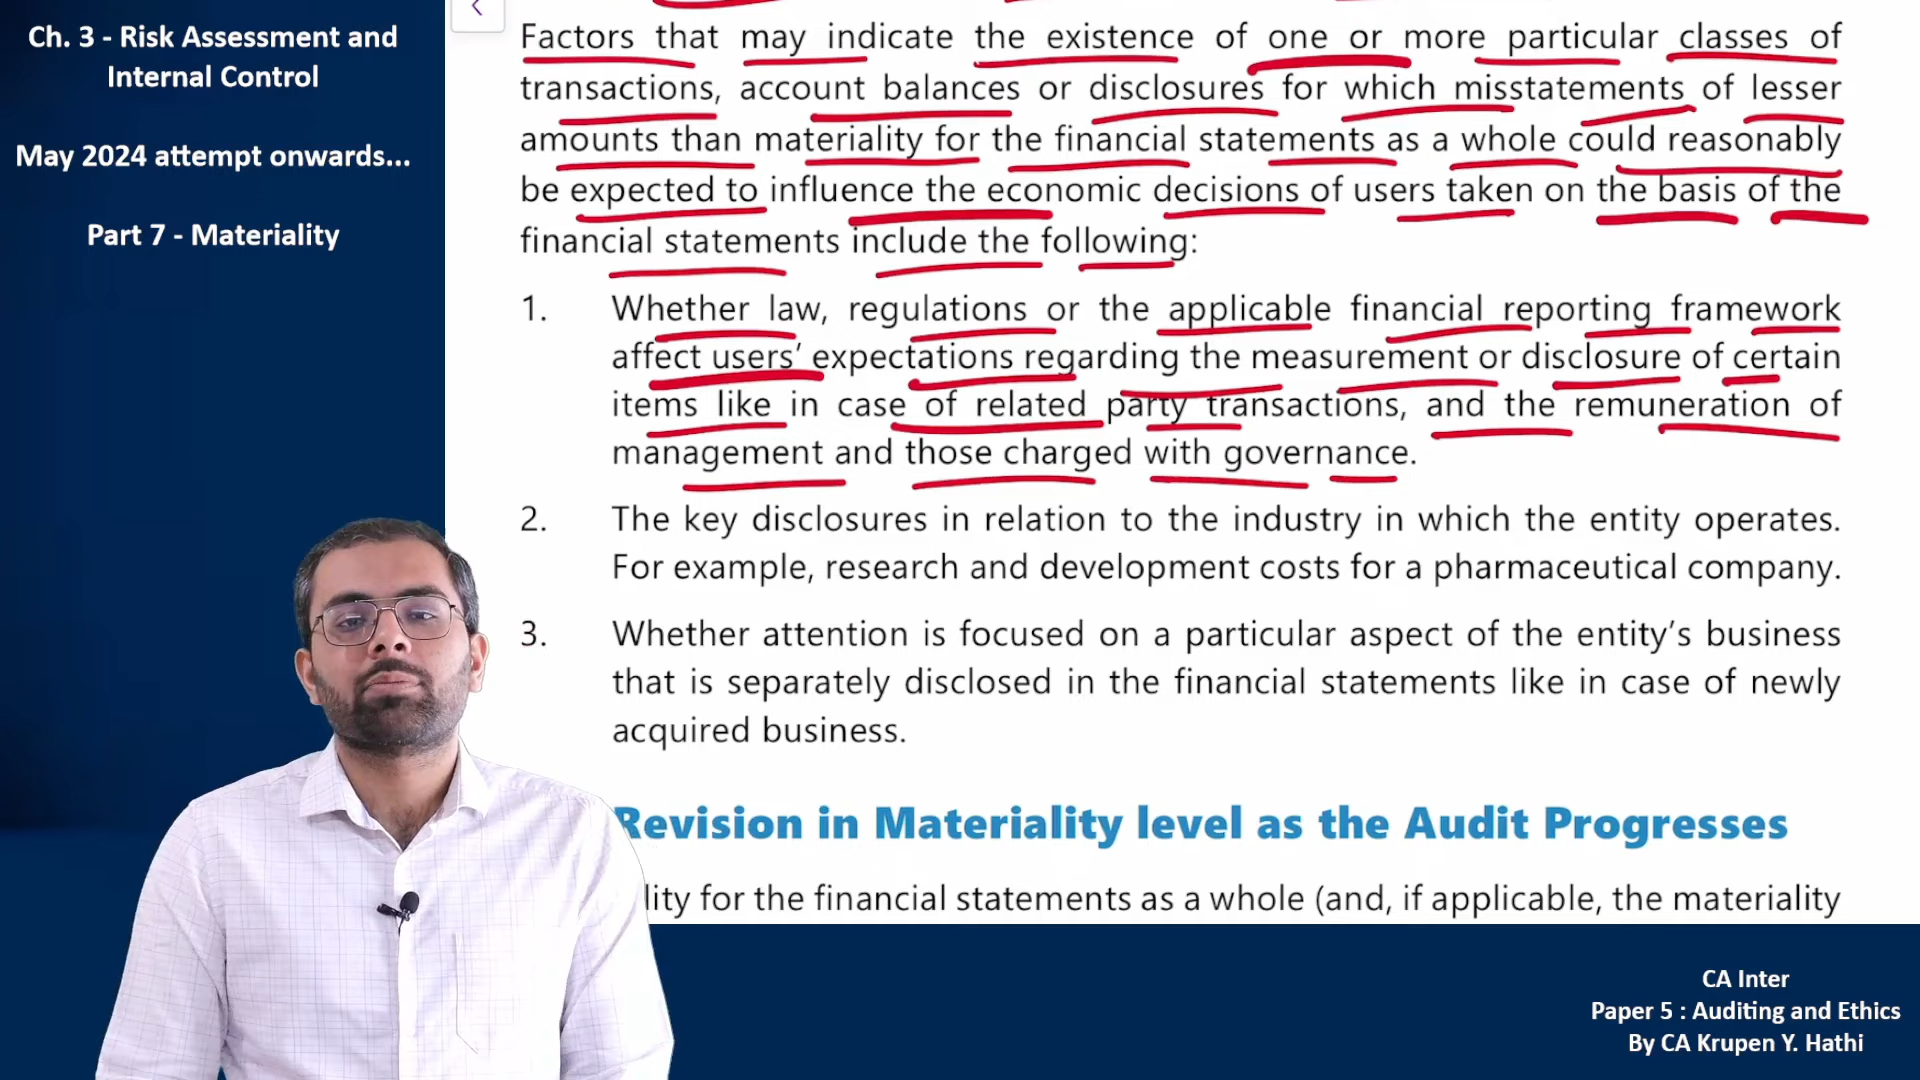 Ch. 3 - Risk Assessment and
Internal Control
May 2024 attempt onwards...
Part 7 - Materiality
Factors that may indicate the existence of one or more particular classes of
transactions, account balances or disclosures for which misstatements of lesser
amounts than materiality for the financial statements as a whole could reasonably
be expected to influence the economic decisions of users taken on the basis of the
financial statements include the following:
1. Whether law, regulations or the applicable financial reporting framework
affect users’ expectations regarding the measurement or disclosure of certain
items like in case of related party transactions, and the remuneration of
management and those charged with governance.
2. The key disclosures in relation to the industry in which the entity operates.
For example, research and development costs for a pharmaceutical company.
3. Whether attention is focused on a particular aspect of the entity’s business
that is separately disclosed in the financial statements like in case of newly
acquired business.
Revision in Materiality level as the Audit Progresses
lity for the financial statements as a whole (and, if applicable, the materiality
CA Inter
Paper 5 : Auditing and Ethics
By CA Krupen Y. Hathi